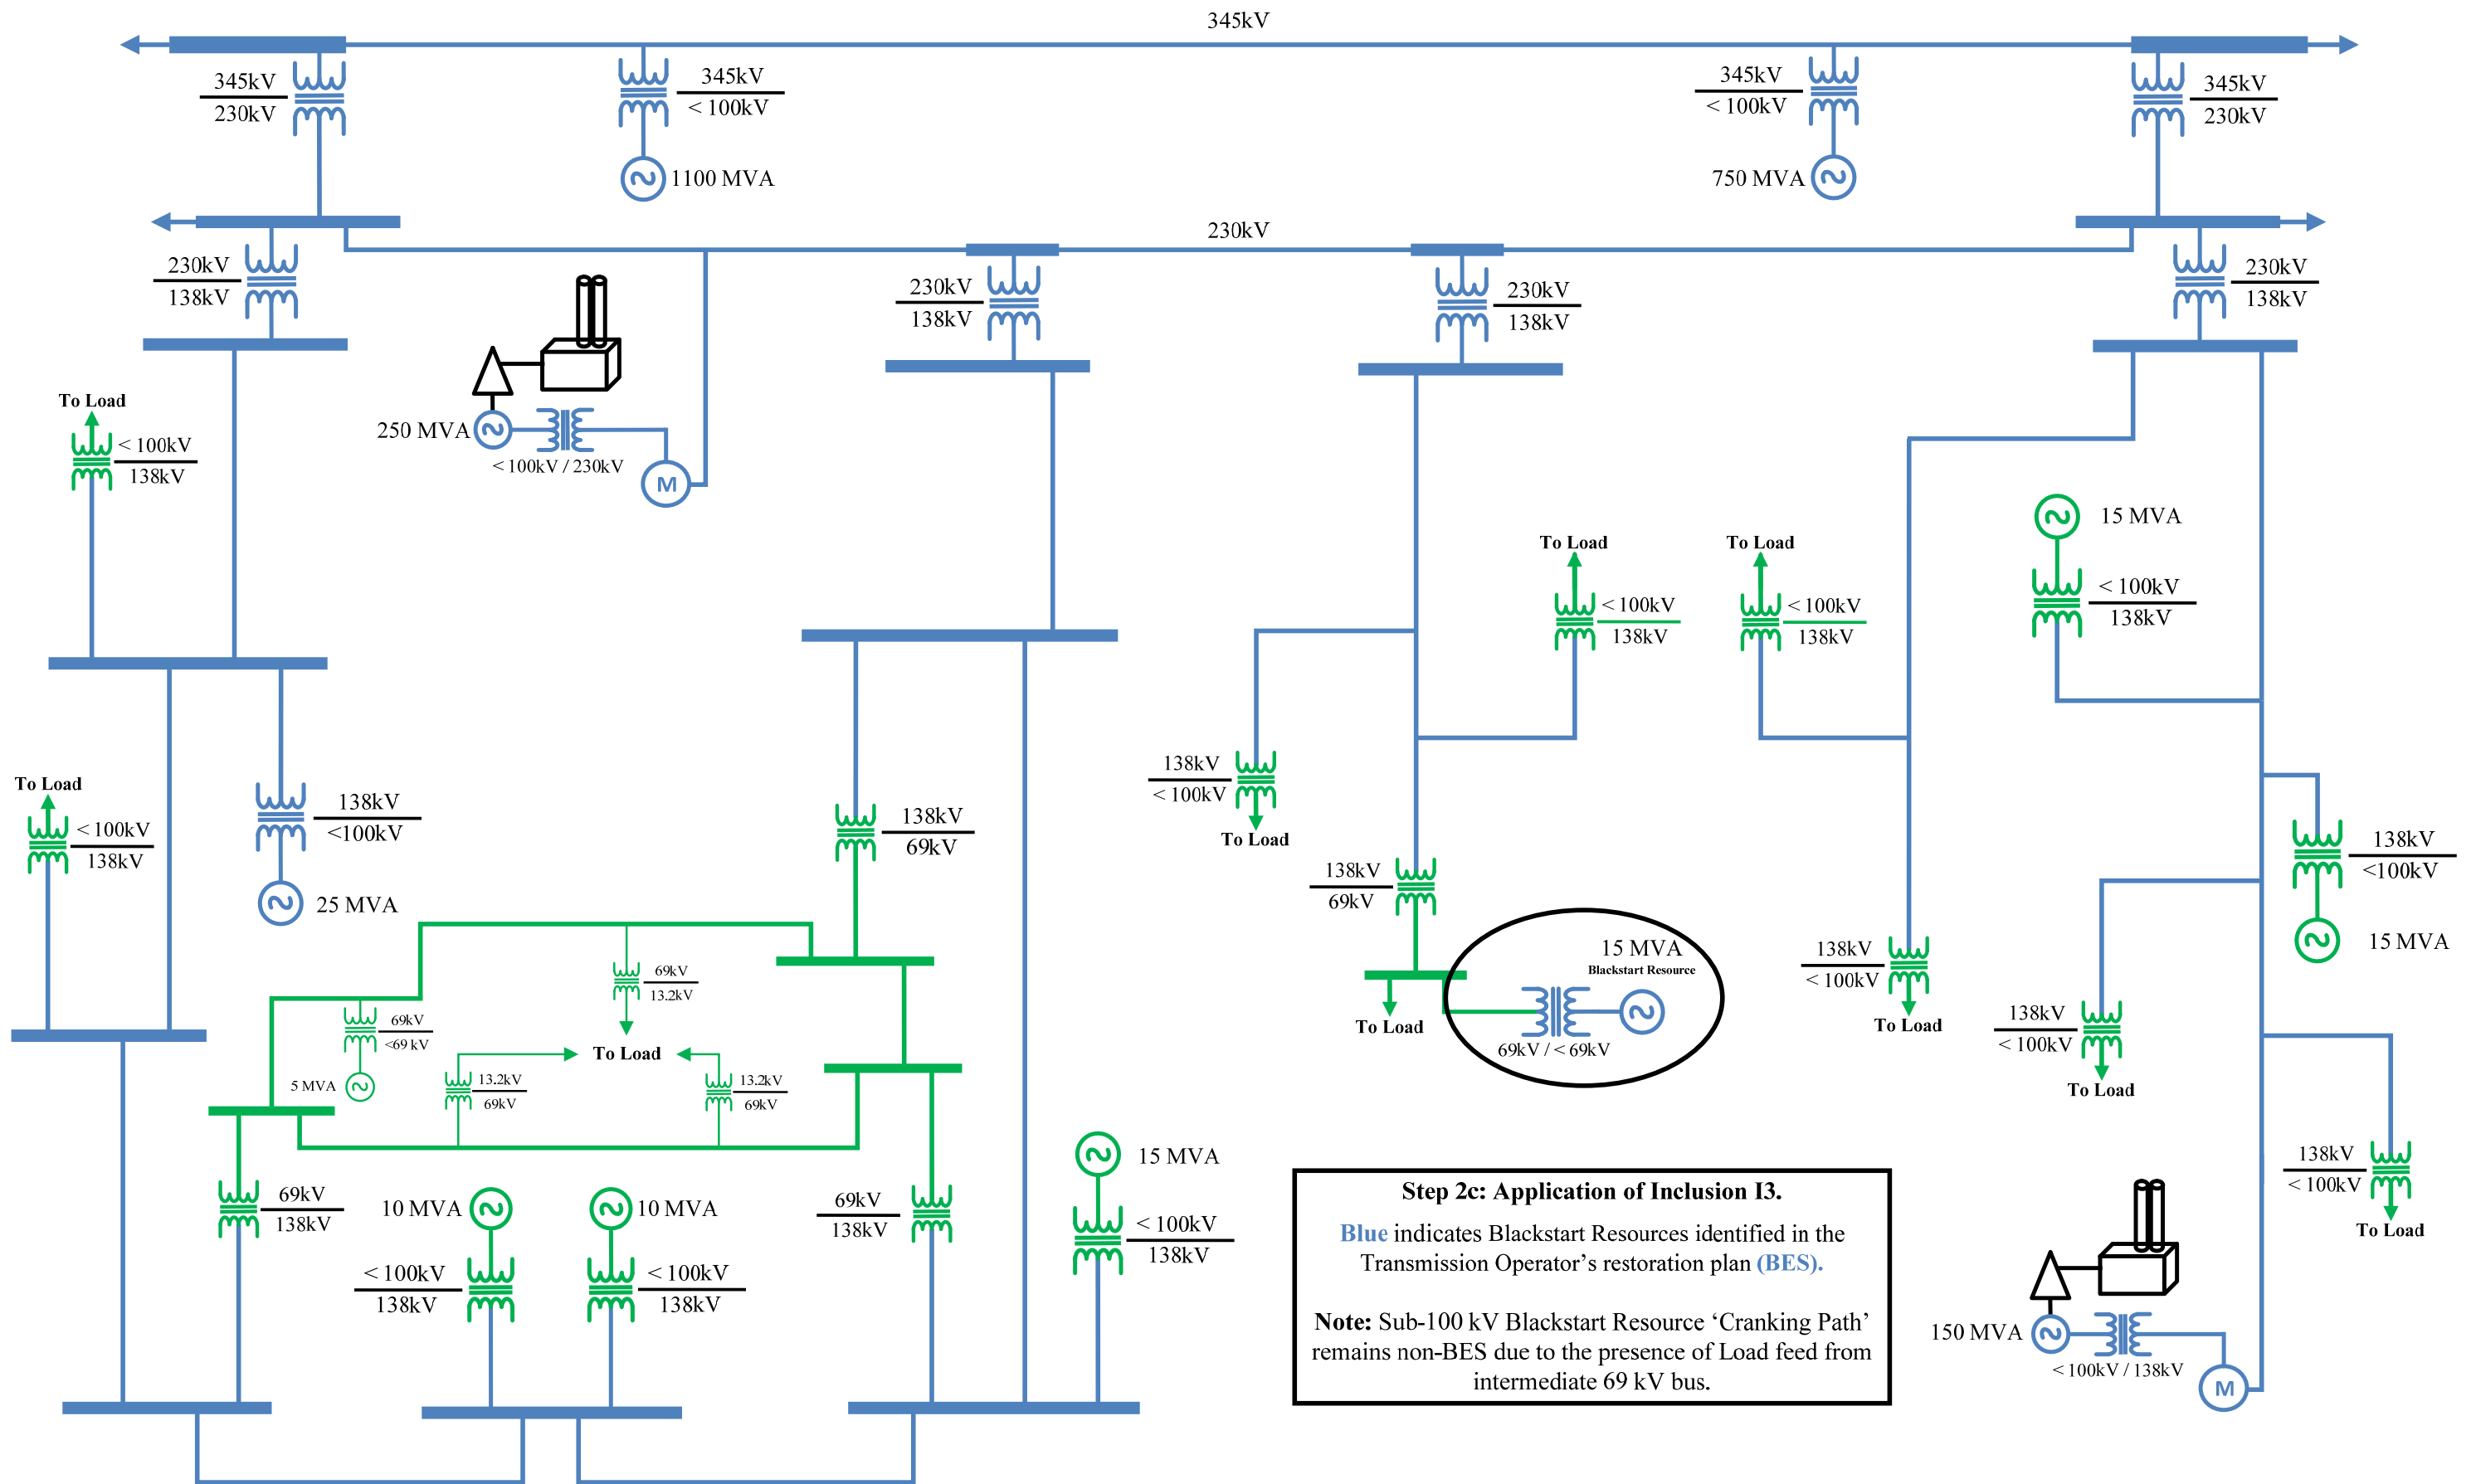 345kV
345kV
230kV
345kV
< 100kV
345kV
< 100kV
345kV
230kV
1100 MVA
750 MVA
230kV
230kV
138kV
230kV
138kV
230kV
138kV
230kV
138kV
To Load
< 100kV
138kV
250 MVA
< 100kV / 230kV
M
To Load
< 100kV
138kV
To Load
< 100kV
138kV
15 MVA
< 100kV
138kV
To Load
< 100kV
138kV
138kV
<100kV
25 MVA
138kV
69kV
138kV
< 100kV
To Load
138kV
69kV
138kV
<100kV
15 MVA
15 MVA
Blackstart Resource
69kV / < 69kV
To Load
138kV
< 100kV
To Load
138kV
< 100kV
To Load
69kV
13.2kV
69kV
<69 kV
5 MVA
To Load
13.2kV
69kV
13.2kV
69kV
69kV
138kV
10 MVA
< 100kV
138kV
10 MVA
< 100kV
138kV
69kV
138kV
15 MVA
< 100kV
138kV
138kV
< 100kV
To Load
Step 2c: Application of Inclusion I3.
Blue indicates Blackstart Resources identified in the
Transmission Operator’s restoration plan (BES).
Note: Sub-100 kV Blackstart Resource ‘Cranking Path’
remains non-BES due to the presence of Load feed from
intermediate 69 kV bus.
150 MVA
< 100kV / 138kV
M